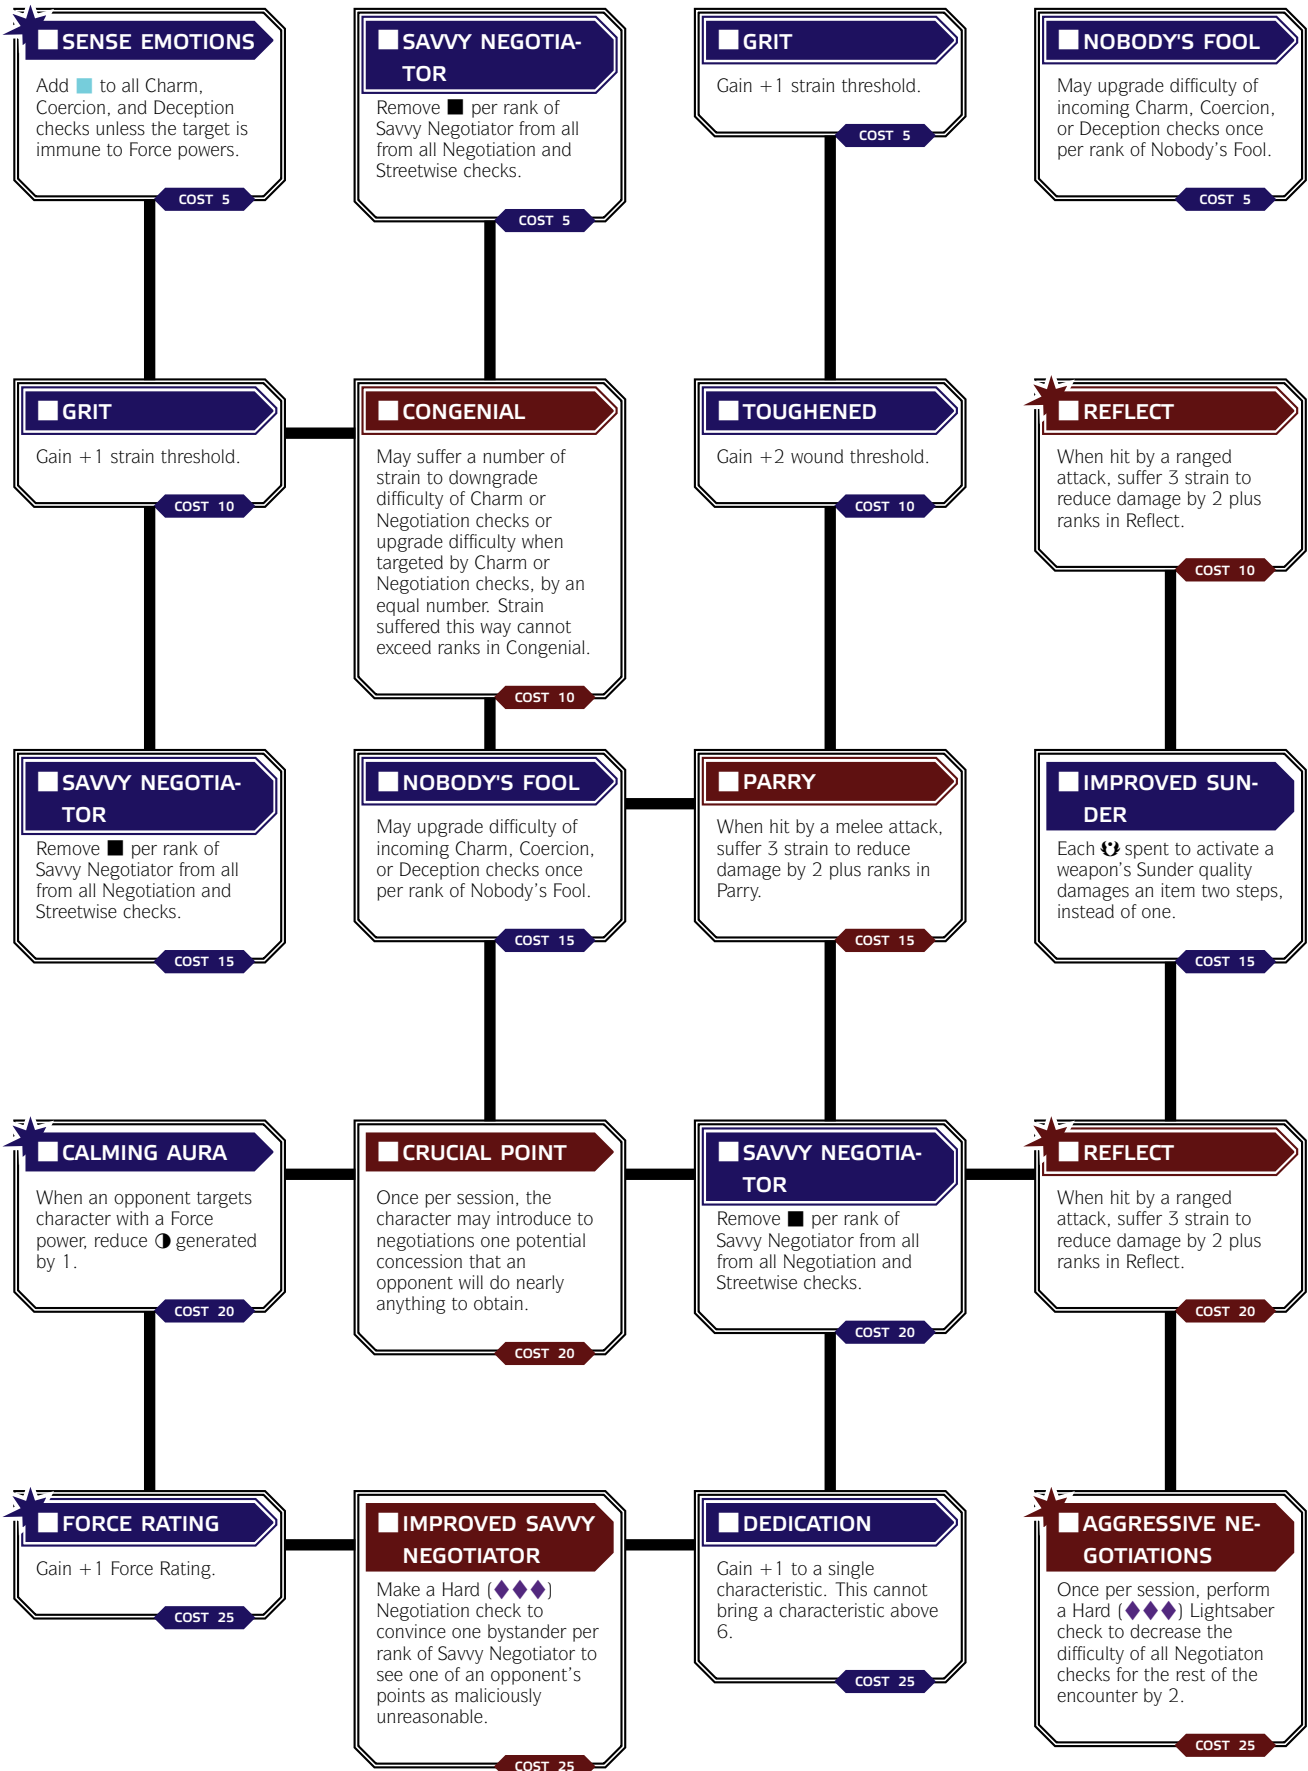 SENSE EMOTIONS
Add to all Charm,
Coercion, and Deception
checks unless the target is
immune to Force powers.
COST 5
SAVVY NEGOTIA-
TOR
Remove per rank of
Savvy Negotiator from all
from all Negotiation and
Streetwise checks.
COST 5
GRIT
Gain +1 strain threshold.
COST 5
NOBODY'S FOOL
May upgrade difficulty of
incoming Charm, Coercion,
or Deception checks once
per rank of Nobody's Fool.
COST 5
GRIT
Gain +1 strain threshold.
COST 10
CONGENIAL
May suffer a number of
strain to downgrade
difficulty of Charm or
Negotiation checks or
upgrade difficulty when
targeted by Charm or
Negotiation checks, by an
equal number. Strain
suffered this way cannot
exceed ranks in Congenial.
COST 10
TOUGHENED
Gain +2 wound threshold.
COST 10
REFLECT
When hit by a ranged
attack, suffer 3 strain to
reduce damage by 2 plus
ranks in Reflect.
COST 10
SAVVY NEGOTIA-
TOR
Remove per rank of
Savvy Negotiator from all
from all Negotiation and
Streetwise checks.
COST 15
NOBODY'S FOOL
May upgrade difficulty of
incoming Charm, Coercion,
or Deception checks once
per rank of Nobody's Fool.
COST 15
PARRY
When hit by a melee attack,
suffer 3 strain to reduce
damage by 2 plus ranks in
Parry.
COST 15
IMPROVED SUN-
DER
Each spent to activate a
weapon's Sunder quality
damages an item two steps,
instead of one.
COST 15
CALMING AURA
When an opponent targets
character with a Force
power, reduce generated
by 1.
COST 20
CRUCIAL POINT
Once per session, the
character may introduce to
negotiations one potential
concession that an
opponent will do nearly
anything to obtain.
COST 20
SAVVY NEGOTIA-
TOR
Remove per rank of
Savvy Negotiator from all
from all Negotiation and
Streetwise checks.
COST 20
REFLECT
When hit by a ranged
attack, suffer 3 strain to
reduce damage by 2 plus
ranks in Reflect.
COST 20
FORCE RATING
Gain +1 Force Rating.
COST 25
IMPROVED SAVVY
NEGOTIATOR
Make a Hard (♦♦♦)
Negotiation check to
convince one bystander per
rank of Savvy Negotiator to
see one of an opponent's
points as maliciously
unreasonable.
COST 25
DEDICATION
Gain +1 to a single
characteristic. This cannot
bring a characteristic above
6.
COST 25
AGGRESSIVE NE-
GOTIATIONS
Once per session, perform
a Hard (♦♦♦) Lightsaber
check to decrease the
difficulty of all Negotiaton
checks for the rest of the
encounter by 2.
COST 25